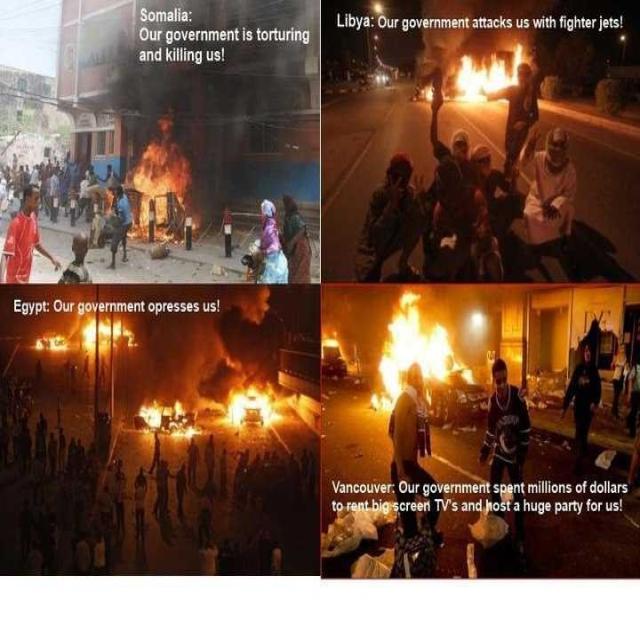 Somalia:
Our government is torturing
and killing us!
Libya: Our government attacks us with fighter jets!
Egypt: Our government opresses us!
Vancouver: Our government spent millions of dollars
to rent big screen TV's and host a huge party for us!